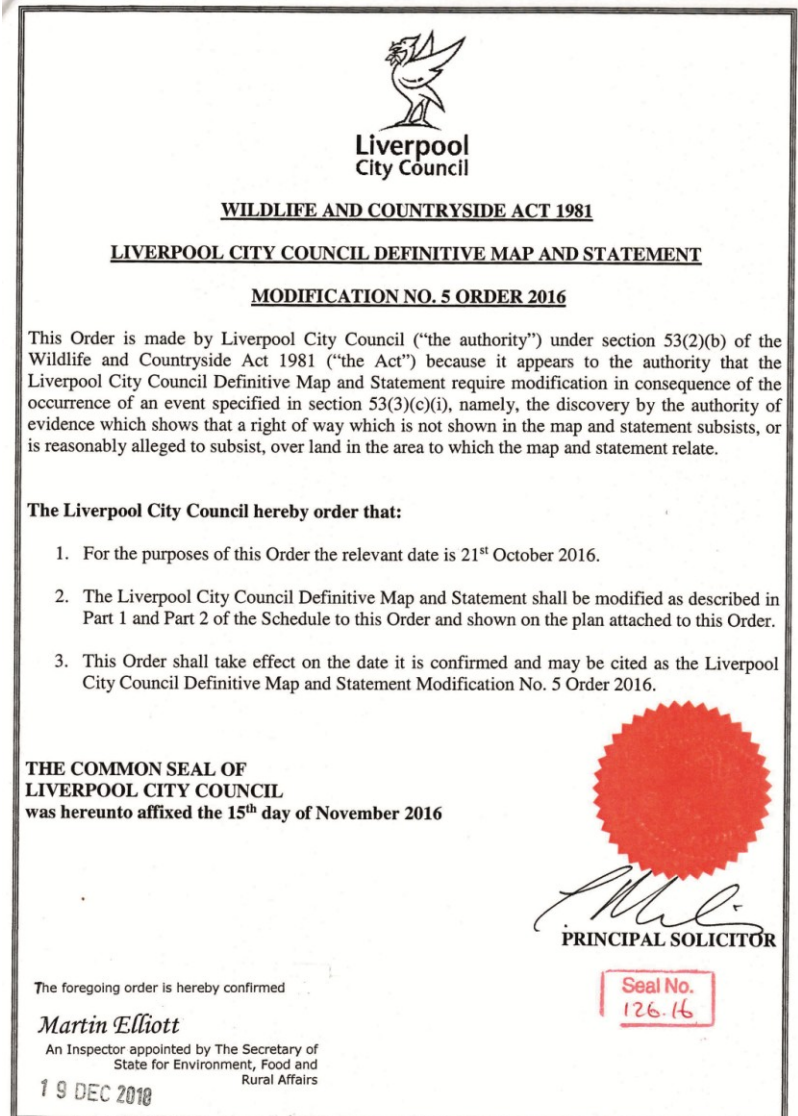 Liverpool
City Council
WILDLIFE AND COUNTRYSIDE ACT 1981
LIVERPOOL CITY COUNCIL DEFINITIVE MAP AND STATEMENT
MODIFICATION NO. 5 ORDER 2016
This Order is made by Liverpool City Council (“the authority”) under section 53(2)(b) of the
Wildlife and Countryside Act 1981 (“the Act”) because it appears to the authority that the
Liverpool City Council Definitive Map and Statement require modification in consequence of the
occurrence of an event specified in section 53(3)(c)(i), namely, the discovery by the authority of
evidence which shows that a right of way which is not shown in the map and statement subsists, or
is reasonably alleged to subsist, over land in the area to which the map and statement relate.
The Liverpool City Council hereby order that:
1. For the purposes of this Order the relevant date is 21st October 2016.
2. The Liverpool City Council Definitive Map and Statement shall be modified as described in
Part 1 and Part 2 of the Schedule to this Order and shown on the plan attached to this Order.
3. This Order shall take effect on the date it is confirmed and may be cited as the Liverpool
City Council Definitive Map and Statement Modification No. 5 Order 2016.
THE COMMON SEAL OF
LIVERPOOL CITY COUNCIL
was hereunto affixed the 15th day of November 2016
PRINCIPAL SOLICITOR
Seal No.
126.16
The foregoing order is hereby confirmed
Martin Elliott
An Inspector appointed by The Secretary of
State for Environment, Food and
Rural Affairs
19 DEC 2018